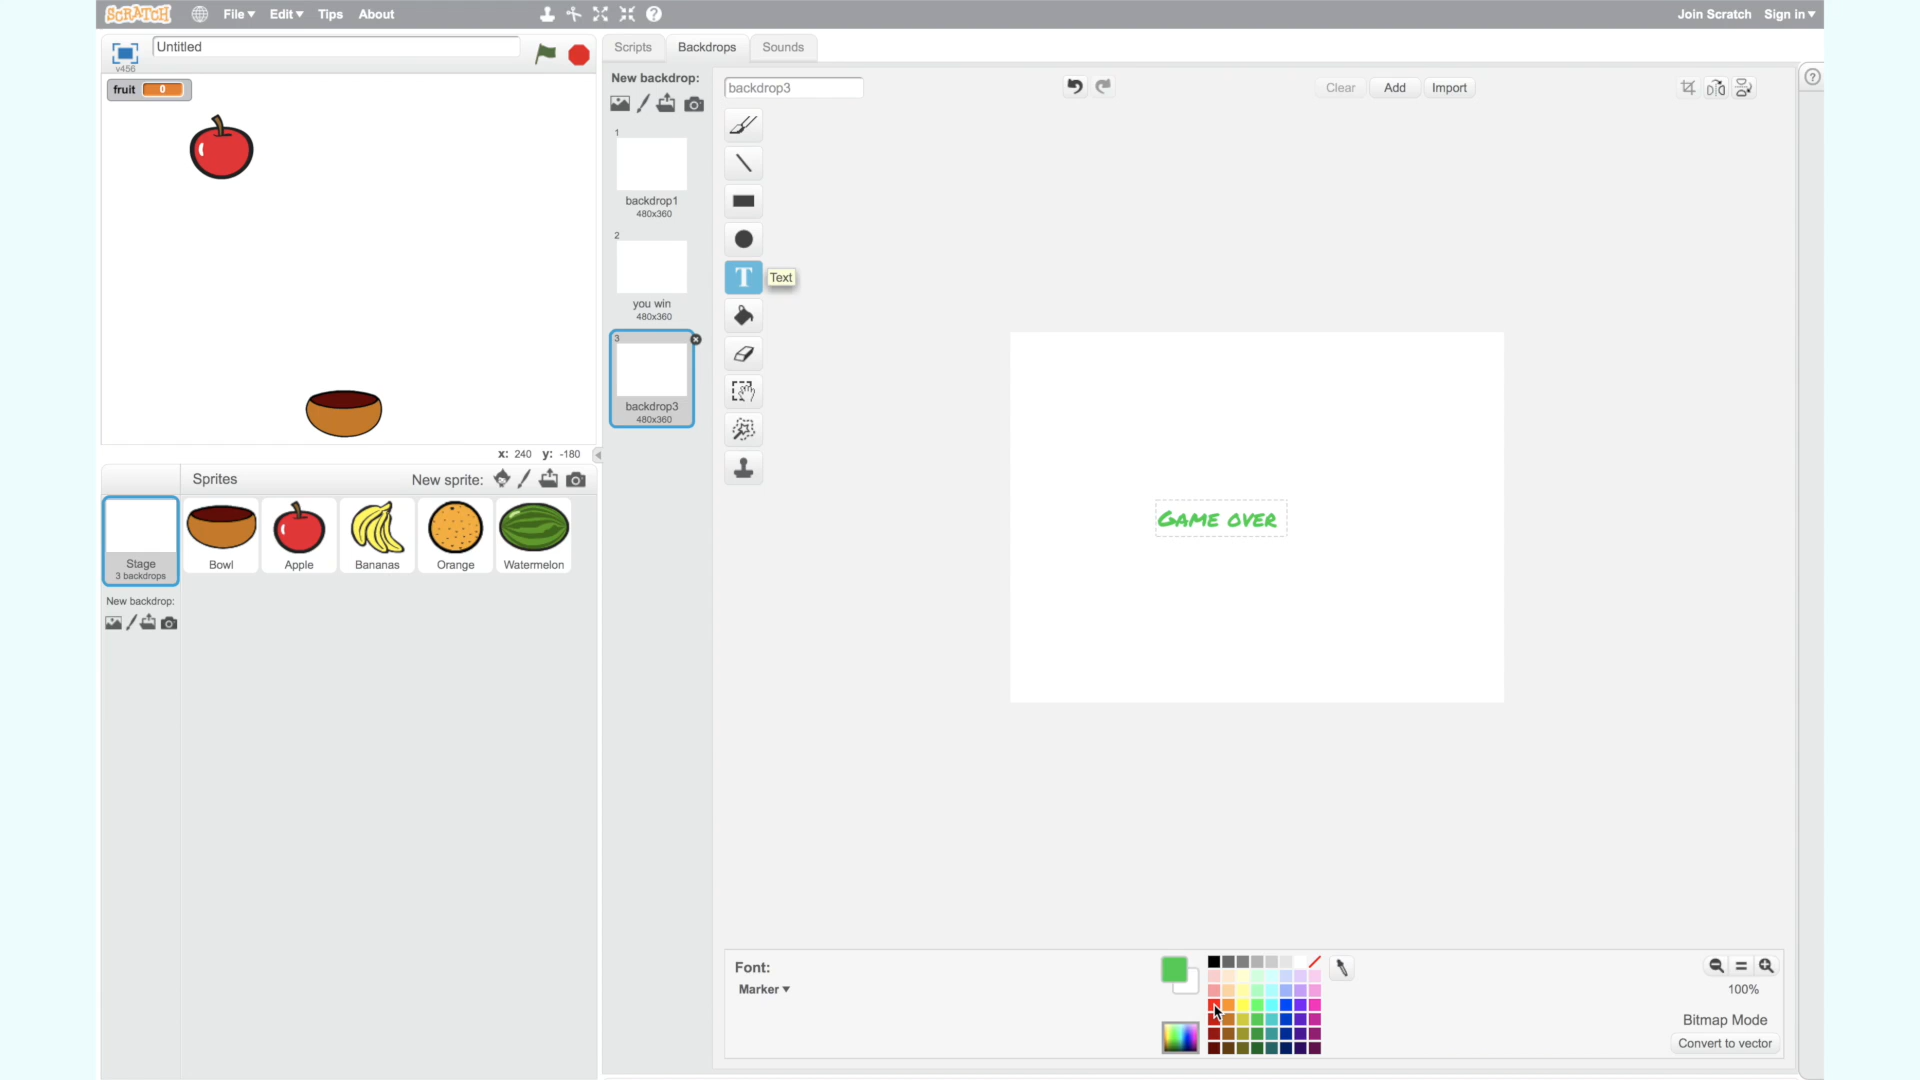 SCRATCH File▾ Edit▾ Tips About Join Scratch Sign in▾
v456 Untitled
Scripts Backdrops Sounds
fruit 0
New backdrop:
backdrop3
Clear Add Import
1
backdrop1
480x360
2
you win
480x360
3
backdrop3
480x360
T Text
GAME OVER
x: 240 y: -180
Sprites New sprite:
Stage
3 backdrops
Bowl Apple Bananas Orange Watermelon
New backdrop:
Font:
Marker ▾
100%
Bitmap Mode
Convert to vector